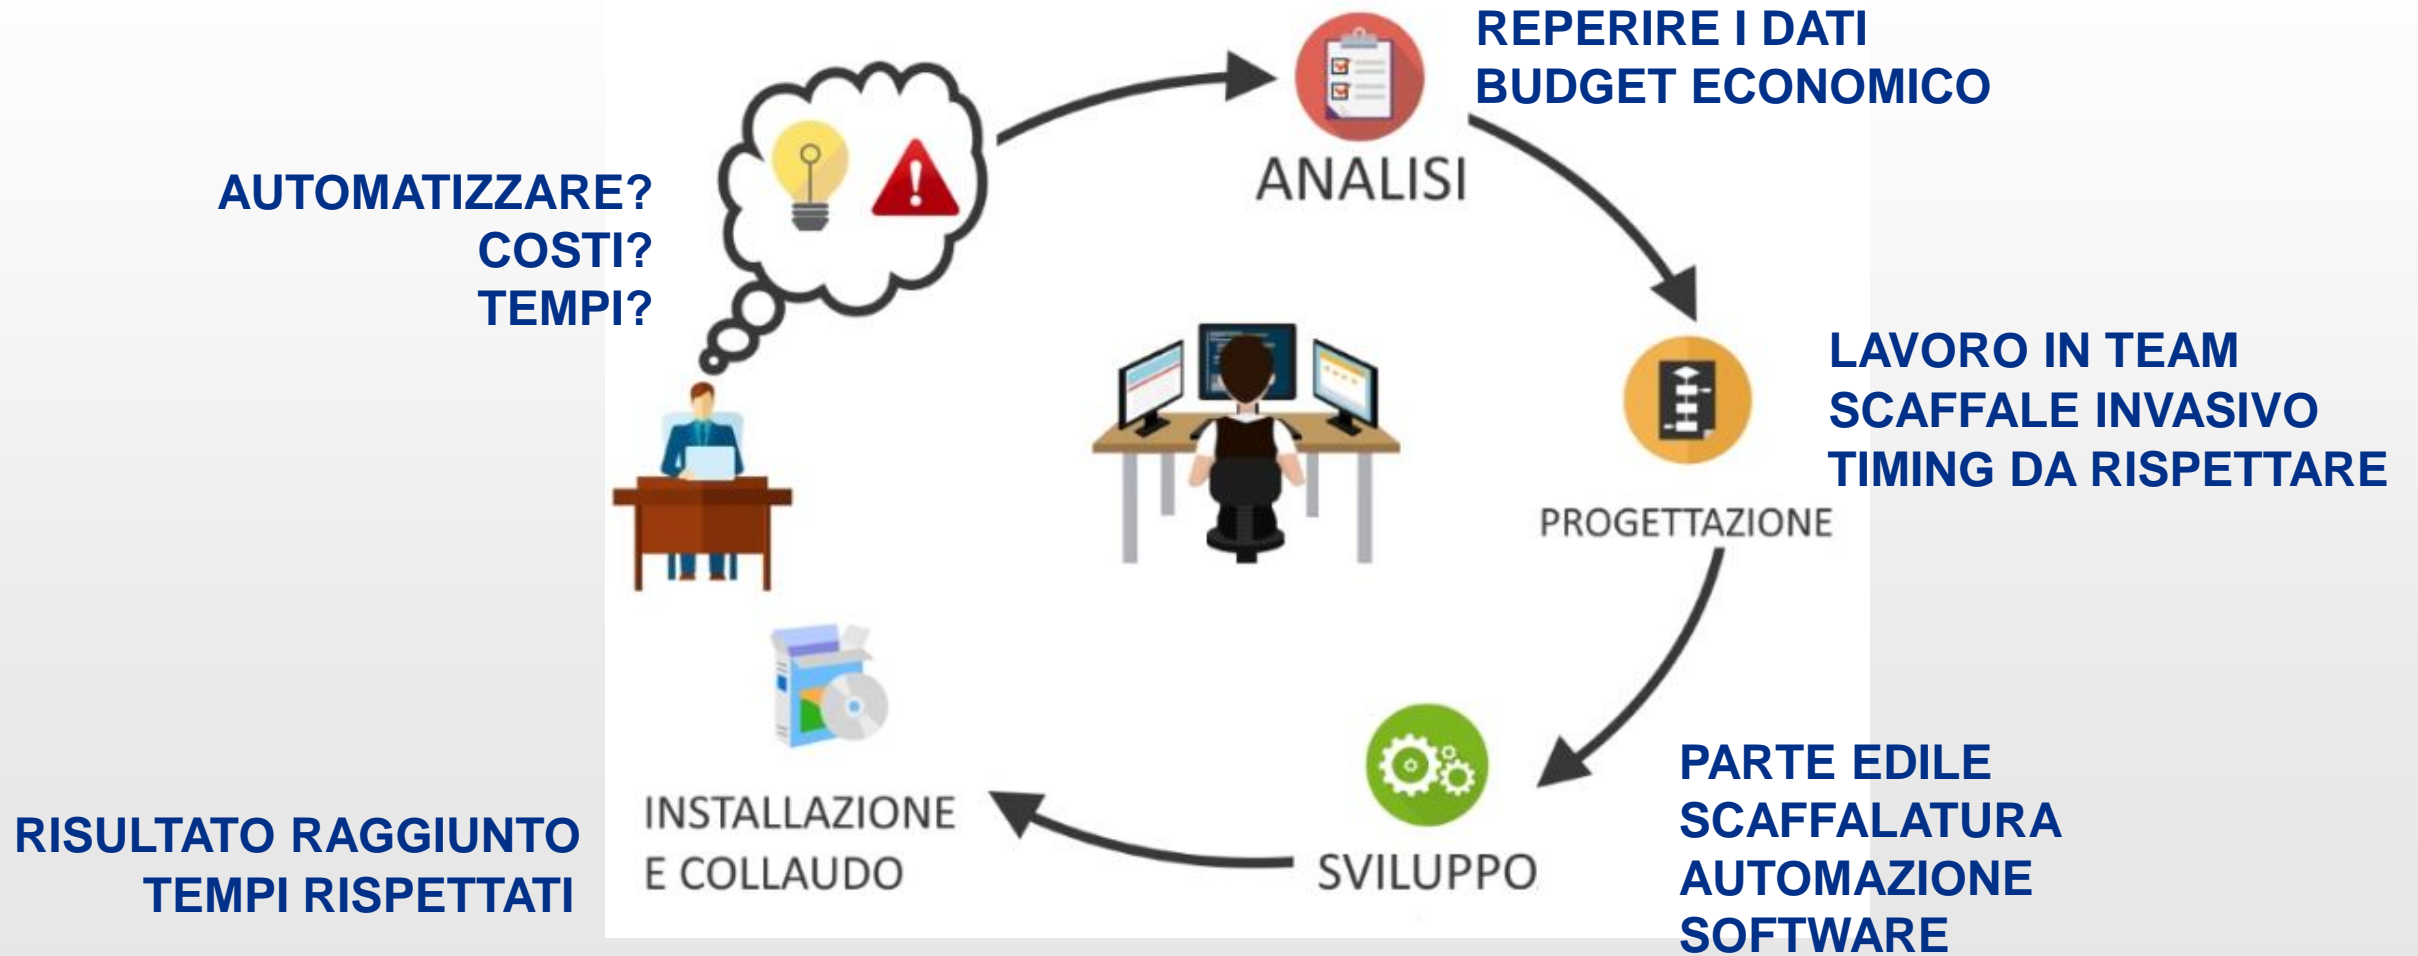 AUTOMATIZZARE?
COSTI?
TEMPI?
REPERIRE I DATI
BUDGET ECONOMICO
ANALISI
LAVORO IN TEAM
SCAFFALE INVASIVO
TIMING DA RISPETTARE
PROGETTAZIONE
PARTE EDILE
SCAFFALATURA
AUTOMAZIONE
SOFTWARE
SVILUPPO
INSTALLAZIONE
E COLLAUDO
RISULTATO RAGGIUNTO
TEMPI RISPETTATI